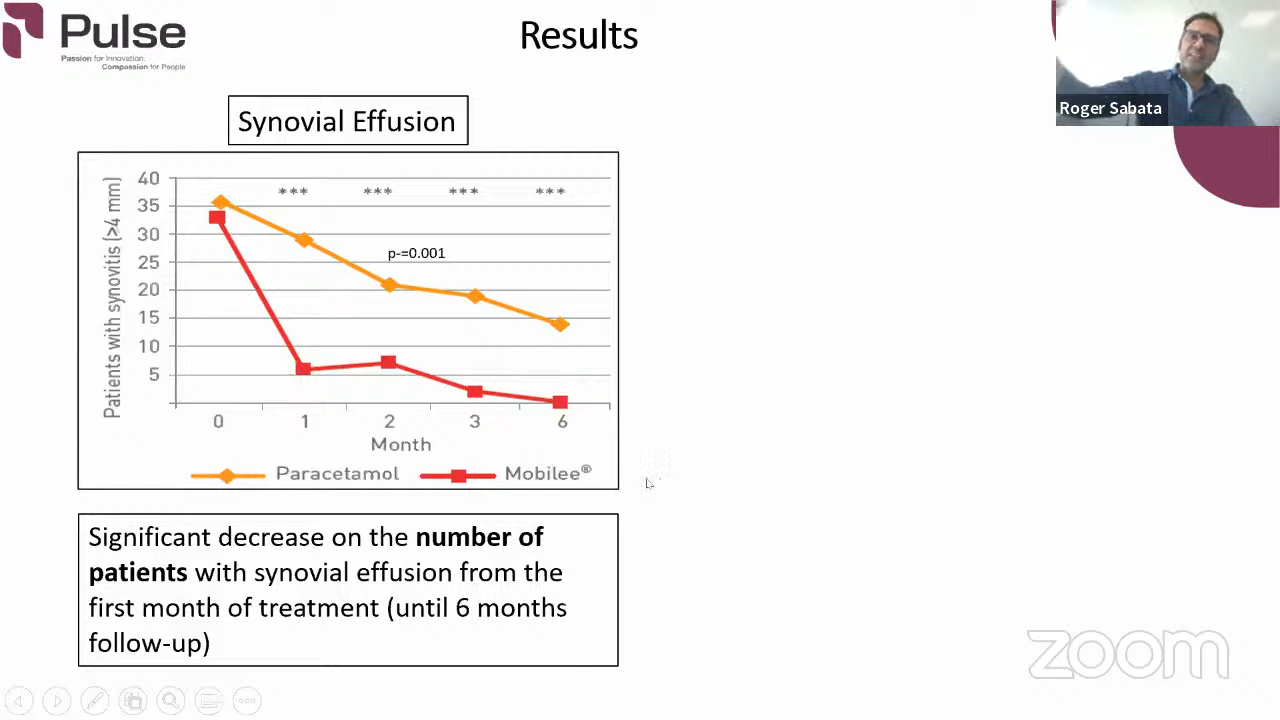 Pulse
Passion for Innovation.
Compassion for People
Results
Roger Sabata
Synovial Effusion
Patients with synovitis (>4 mm)
40
35
30
25
20
15
10
5
*** *** *** ***
p-=0.001
0 1 2 3 6
Month
Paracetamol Mobilee®
Significant decrease on the number of
patients with synovial effusion from the
first month of treatment (until 6 months
follow-up)
zoom